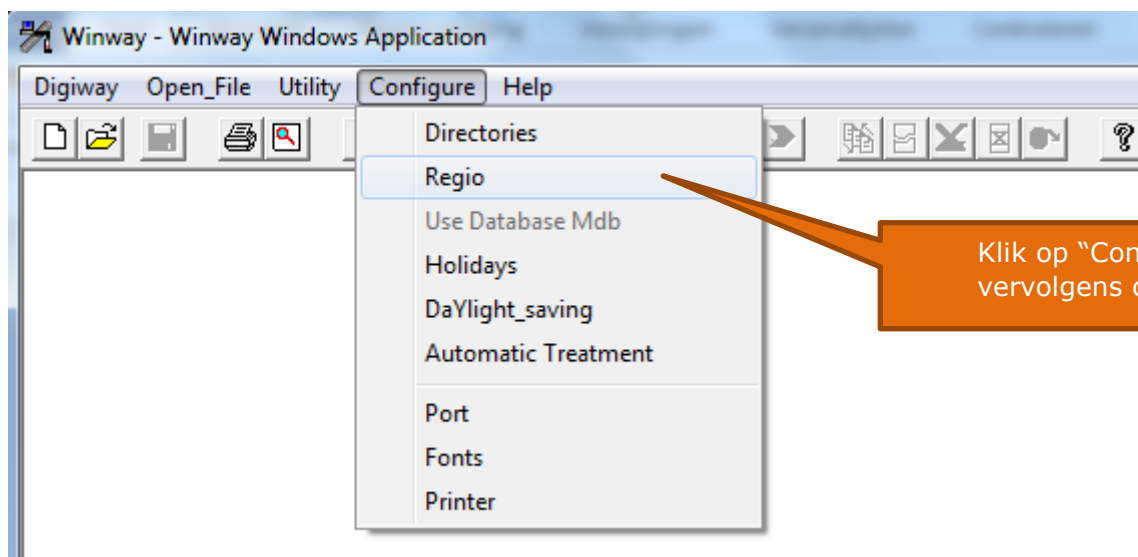 Winway - Winway Windows Application
Digiway Open_File Utility Configure Help
Directories
Regio
Use Database Mdb
Holidays
DaYlight_saving
Automatic Treatment
Port
Fonts
Printer
Klik op “Con
vervolgens